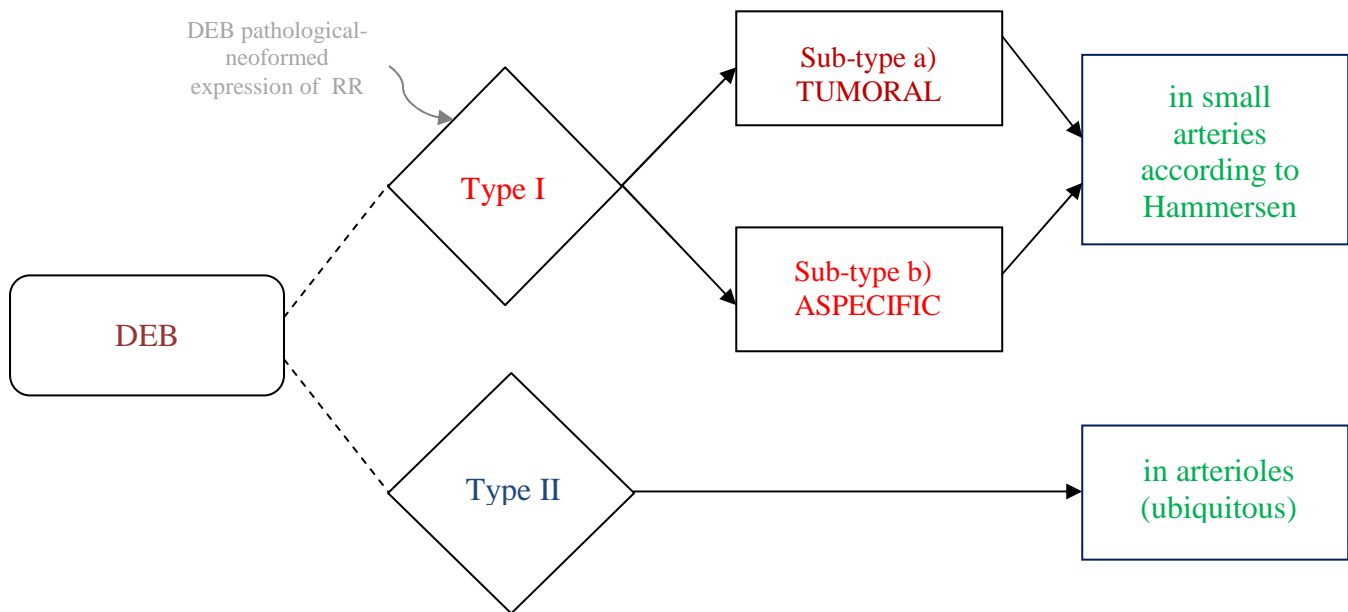 DEB pathological-
neoformed
expression of RR
Sub-type a)
TUMORAL
in small
arteries
according to
Hammersen
Type I
Sub-type b)
ASPECIFIC
DEB
Type II
in arterioles
(ubiquitous)